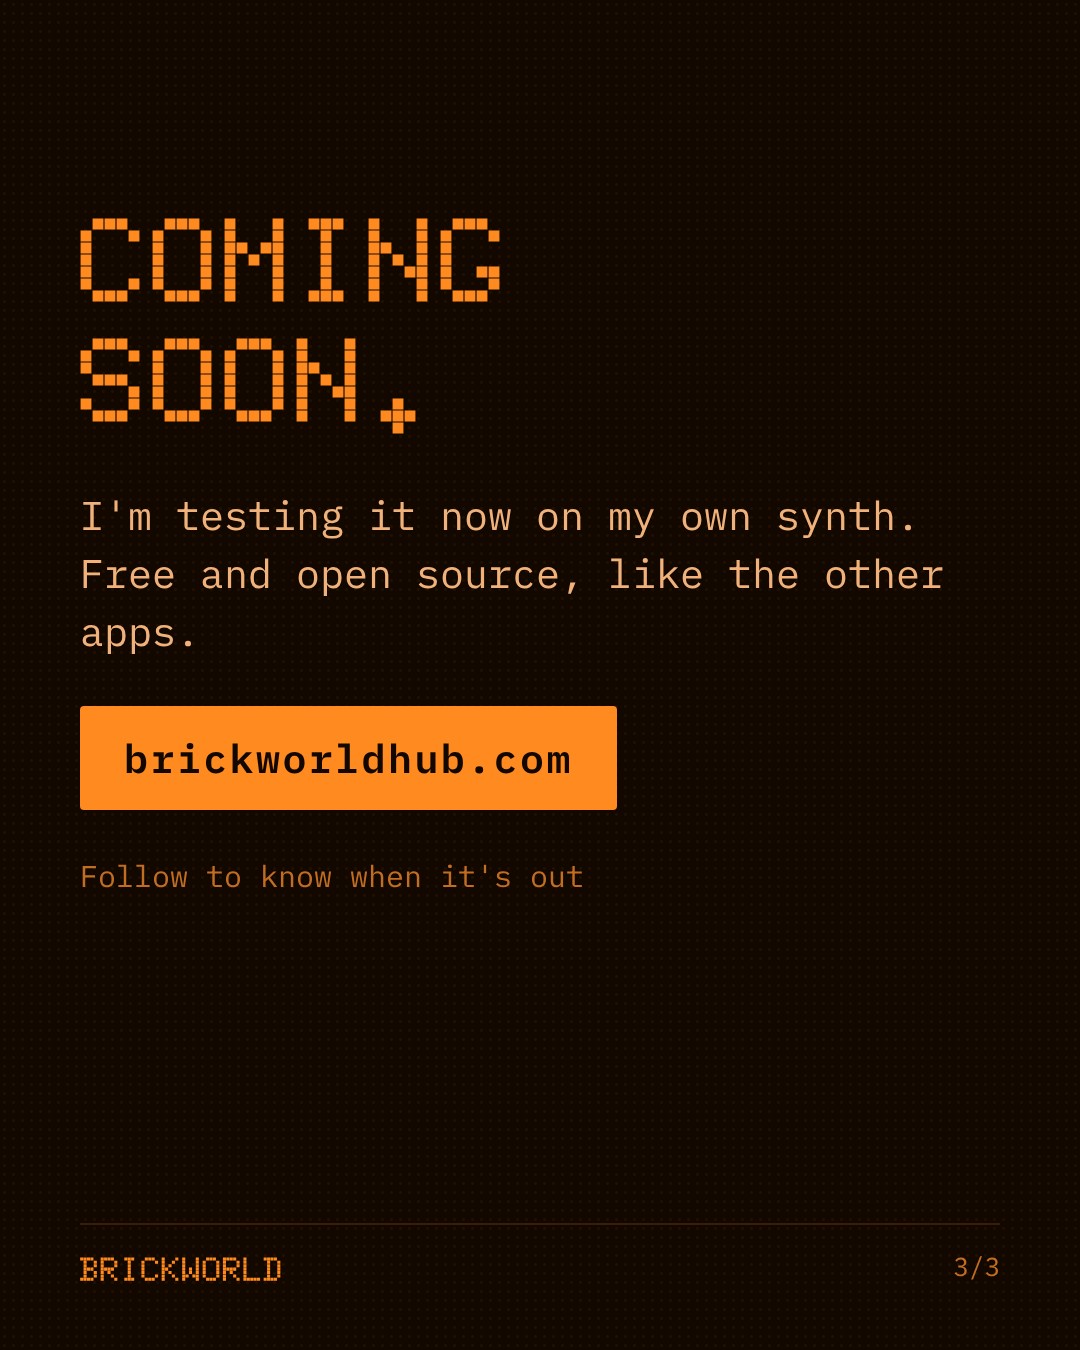 COMING
SOON.
I'm testing it now on my own synth.
Free and open source, like the other
apps.
brickworldhub.com
Follow to know when it's out
BRICKWORLD
3/3